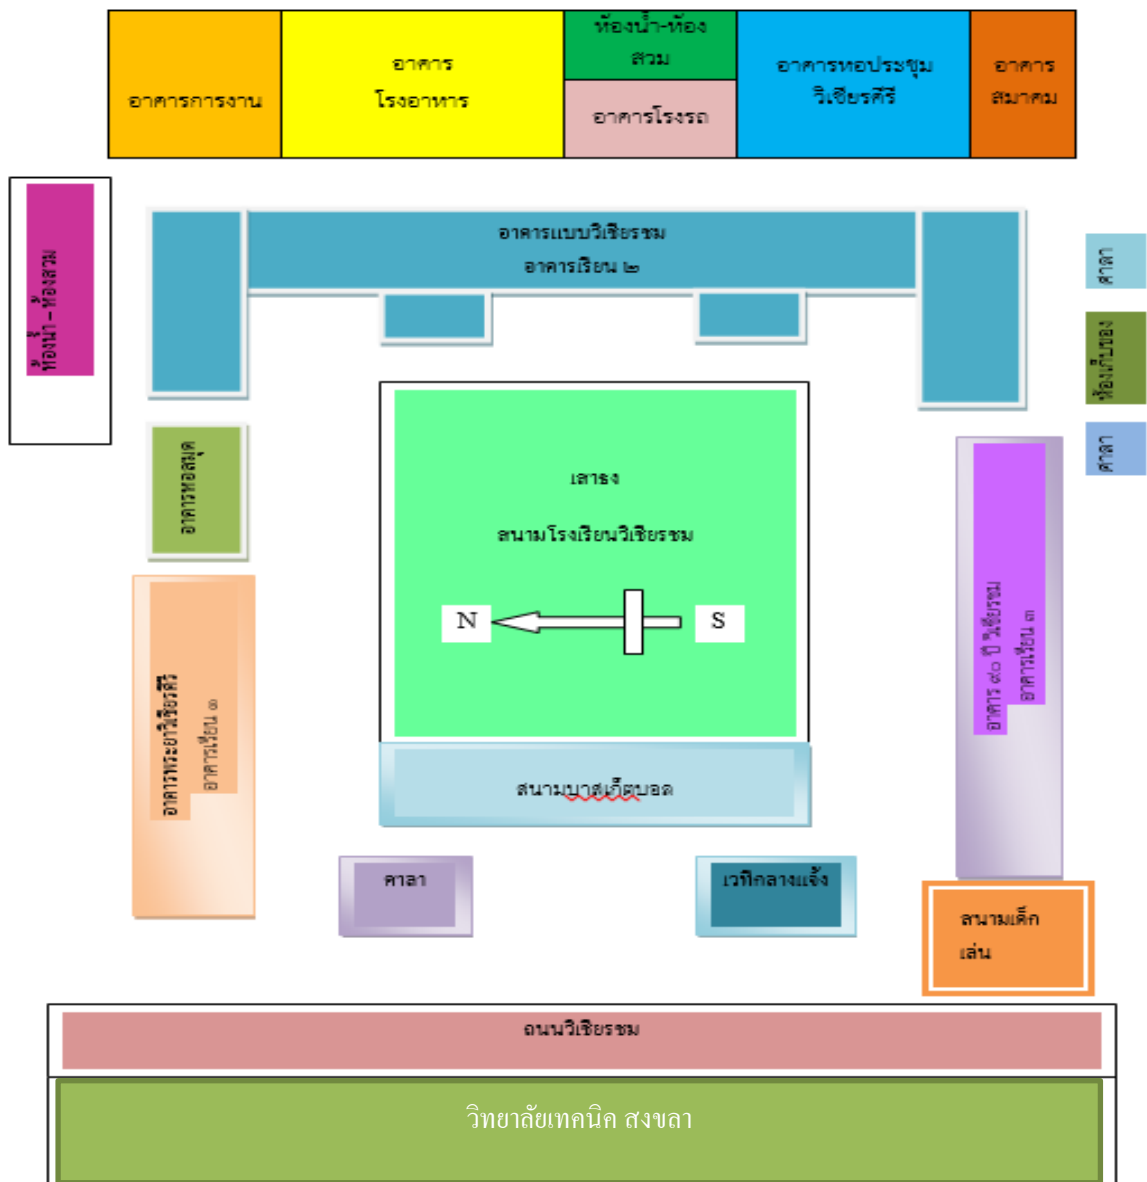 อาคารการงาน
อาคาร
โรงอาหาร
ห้องน้ำ-ห้อง
สวม
อาคารโรงรถ
อาคารหอประชุม
วิเชียรคีรี
อาคาร
สมาคม
ห้องน้ำ – ห้องสวม
อาคารแบบวิเชียรชม
อาคารเรียน ๒
ศาลา
ห้องเก็บของ
ศาลา
อาคารหอสมุด
เสาธง
สนามโรงเรียนวิเชียรชม
N
S
อาคาร ๙๐ ปี วิเชียรชม
อาคารเรียน ๓
อาคารพระยาวิเชียรคีรี
อาคารเรียน ๑
สนามบาสเก็ตบอล
ศาลา
เวทีกลางแจ้ง
สนามเด็ก
เล่น
ถนนวิเชียรชม
วิทยาลัยเทคนิค สงขลา